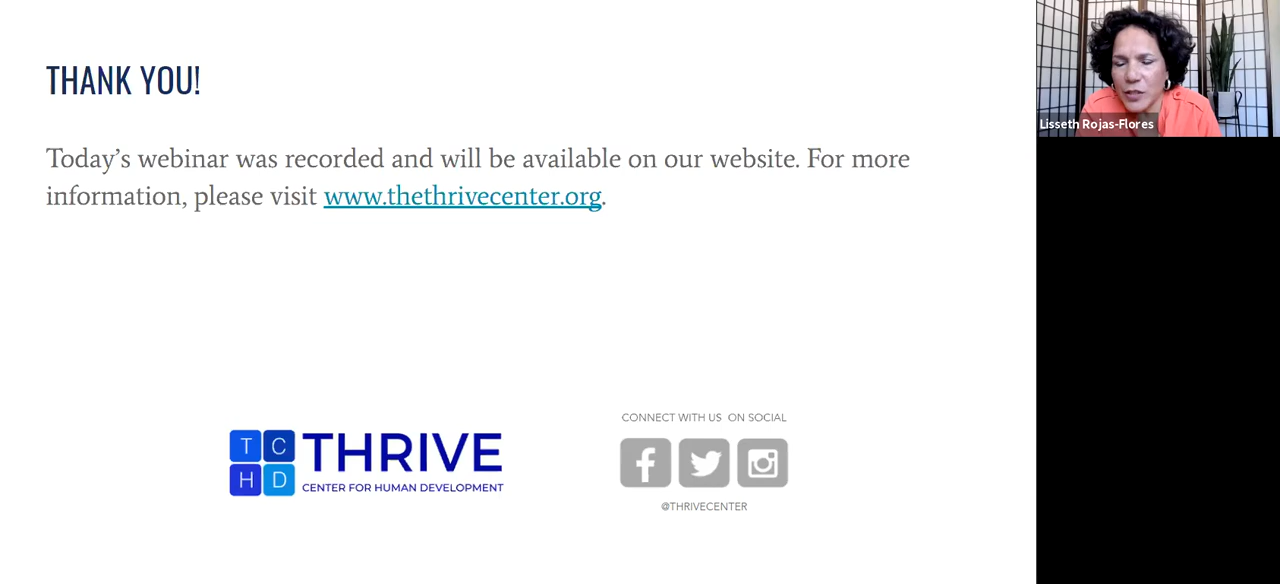 THANK YOU!
Today’s webinar was recorded and will be available on our website. For more
information, please visit www.thethrivecenter.org.
T C
H D
THRIVE
CENTER FOR HUMAN DEVELOPMENT
CONNECT WITH US ON SOCIAL
@THRIVECENTER
Lisseth Rojas-Flores